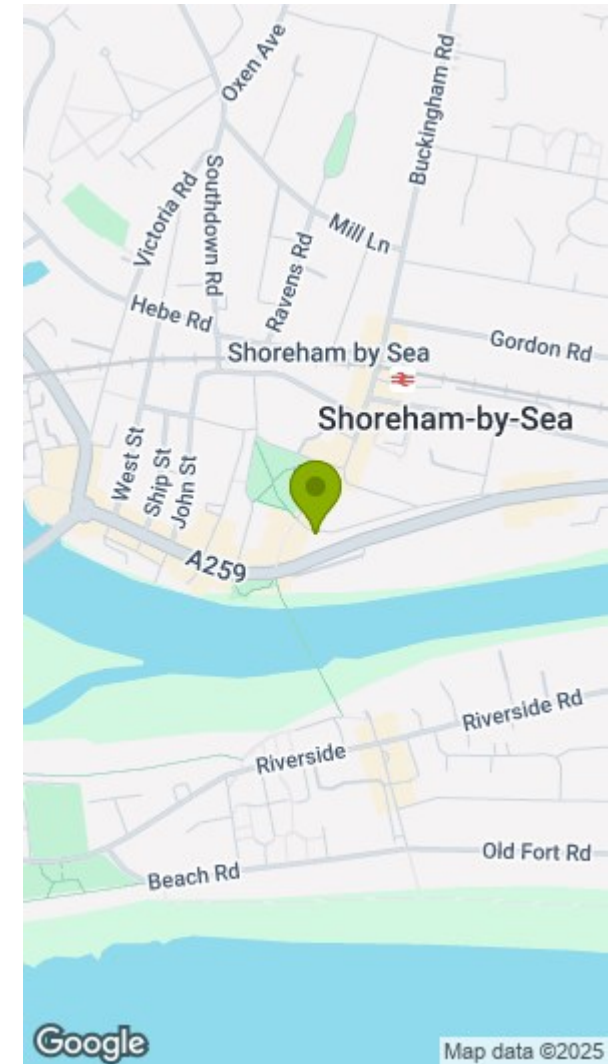 Oxen Ave
Buckingham Rd
Victoria Rd
Southdown Rd
Ravens Rd
Mill Ln
Hebe Rd
Gordon Rd
Shoreham by Sea
Shoreham-by-Sea
West St
Ship St
John St
A259
Riverside Rd
Riverside
Old Fort Rd
Beach Rd
Google
Map data ©2025